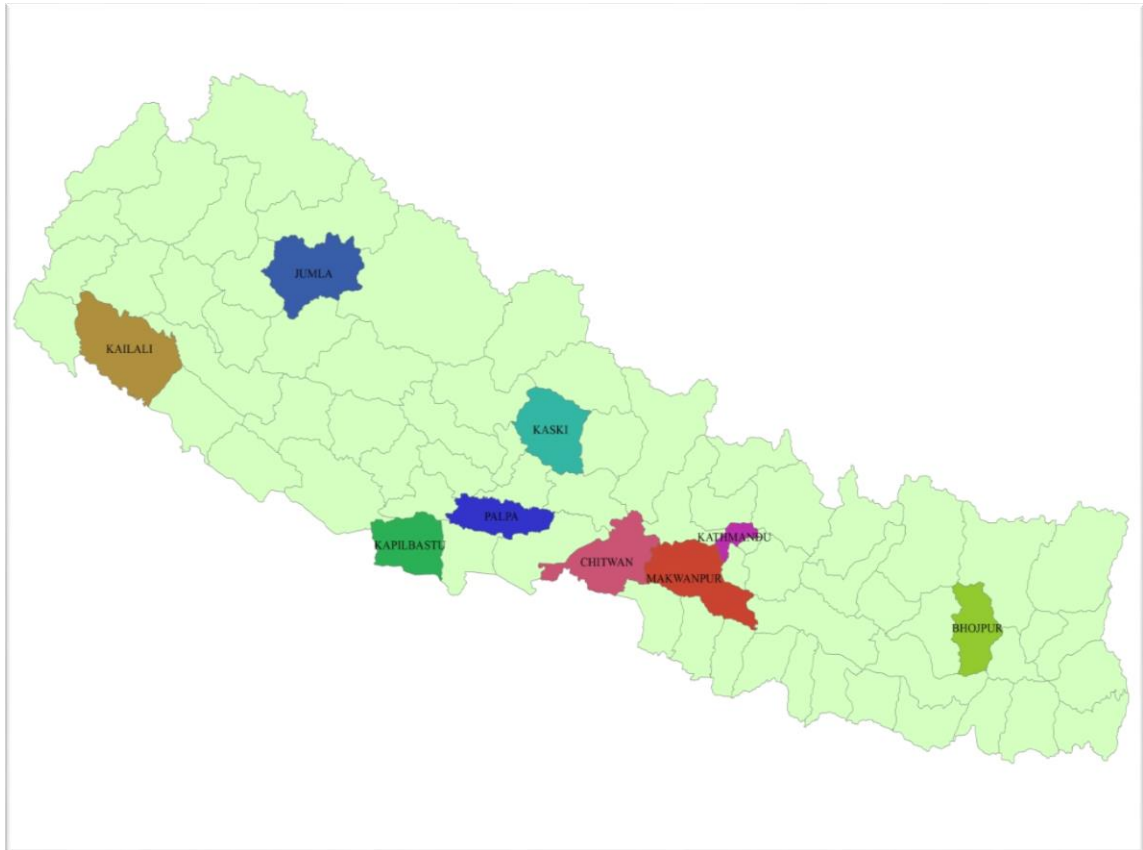 JUMLA
KAILALI
KASKI
PALPA
KATHMANDU
KAPILBASTU
CHITWAN
MAKWANPUR
BHOJPUR